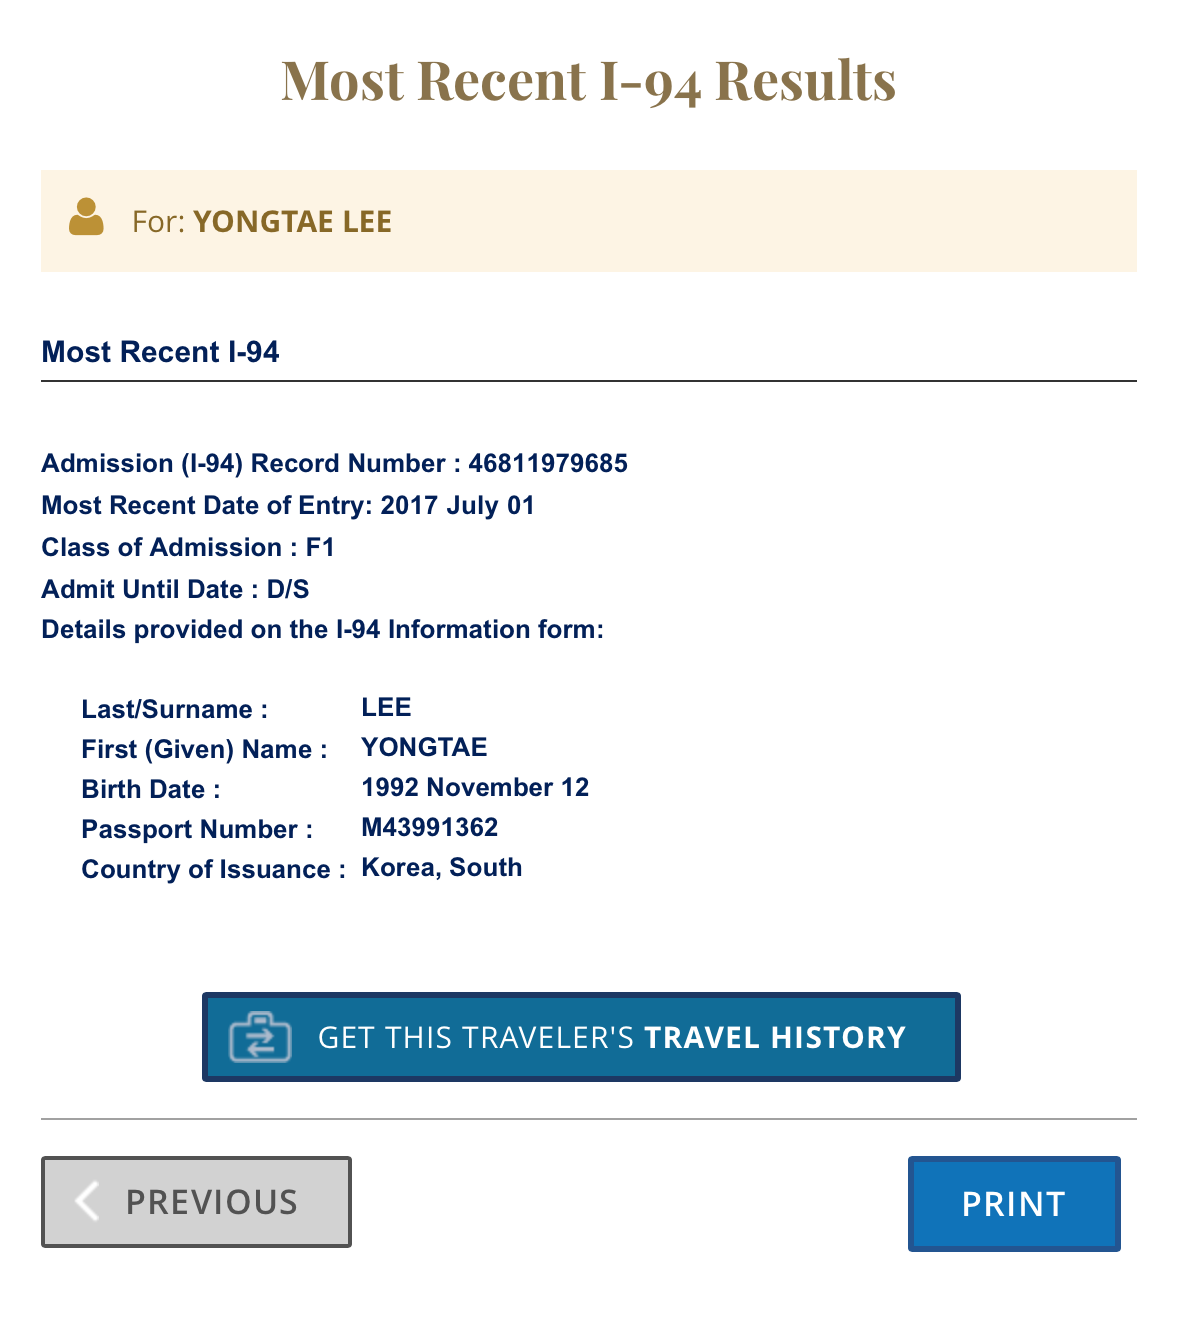 Most Recent I-94 Results
For: YONGTAE LEE
Most Recent I-94
Admission (I-94) Record Number : 46811979685
Most Recent Date of Entry: 2017 July 01
Class of Admission : F1
Admit Until Date : D/S
Details provided on the I-94 Information form:
Last/Surname : LEE
First (Given) Name : YONGTAE
Birth Date : 1992 November 12
Passport Number : M43991362
Country of Issuance : Korea, South
GET THIS TRAVELER'S TRAVEL HISTORY
PREVIOUS
PRINT